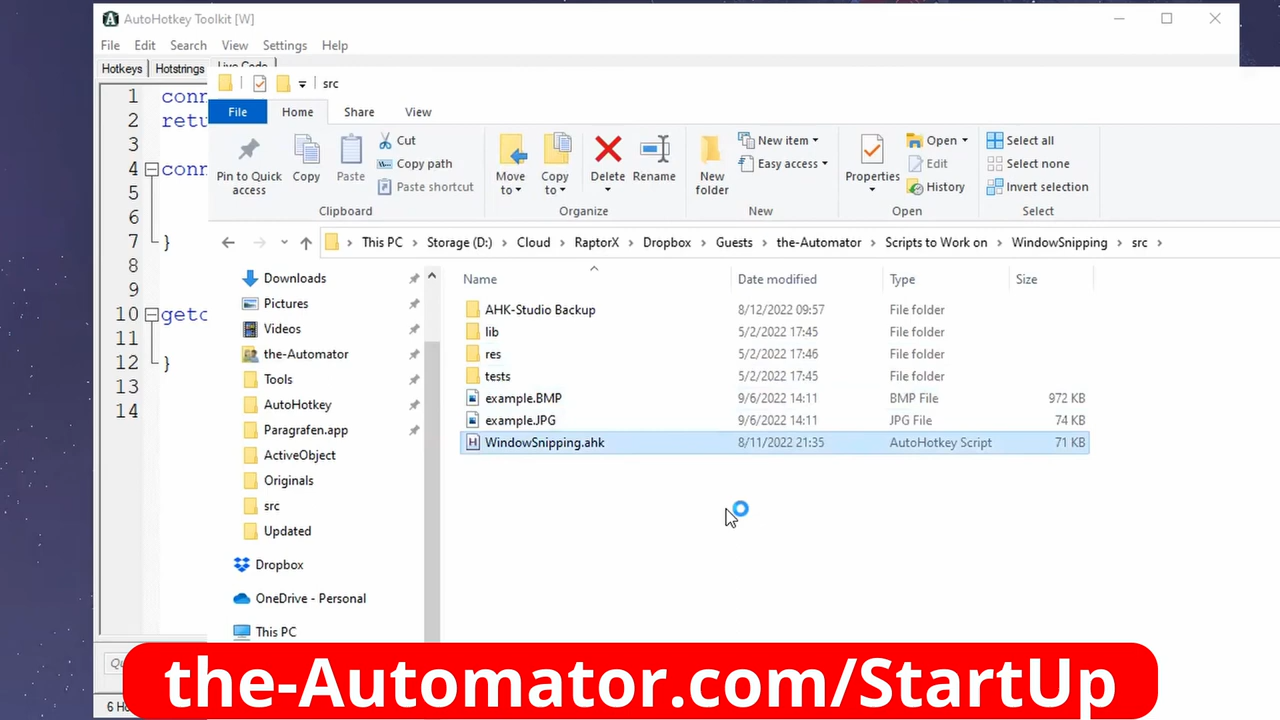 AutoHotkey Toolkit [W]
File Edit Search View Settings Help
Hotkeys Hotstrings Live Code
src
File Home Share View
Pin to Quick access
Copy
Paste
Cut
Copy path
Paste shortcut
Clipboard
Move to
Copy to
Delete
Rename
Organize
New folder
New item
Easy access
New
Properties
Open
Edit
History
Open
Select all
Select none
Invert selection
Select
This PC Storage (D:) Cloud RaptorX Dropbox Guests the-Automator Scripts to Work on WindowSnipping src
1
2
3
4
5
6
7 }
8
9
10
11
12 }
13
14
Downloads
Pictures
Videos
the-Automator
Tools
AutoHotkey
Paragrafen.app
ActiveObject
Originals
src
Updated
Dropbox
OneDrive - Personal
This PC
Name Date modified Type Size
AHK-Studio Backup 8/12/2022 09:57 File folder
lib 5/2/2022 17:45 File folder
res 5/2/2022 17:46 File folder
tests 5/2/2022 17:45 File folder
example.BMP 9/6/2022 14:11 BMP File 972 KB
example.JPG 9/6/2022 14:11 JPG File 74 KB
WindowSnipping.ahk 8/11/2022 21:35 AutoHotkey Script 71 KB
the-Automator.com/StartUp